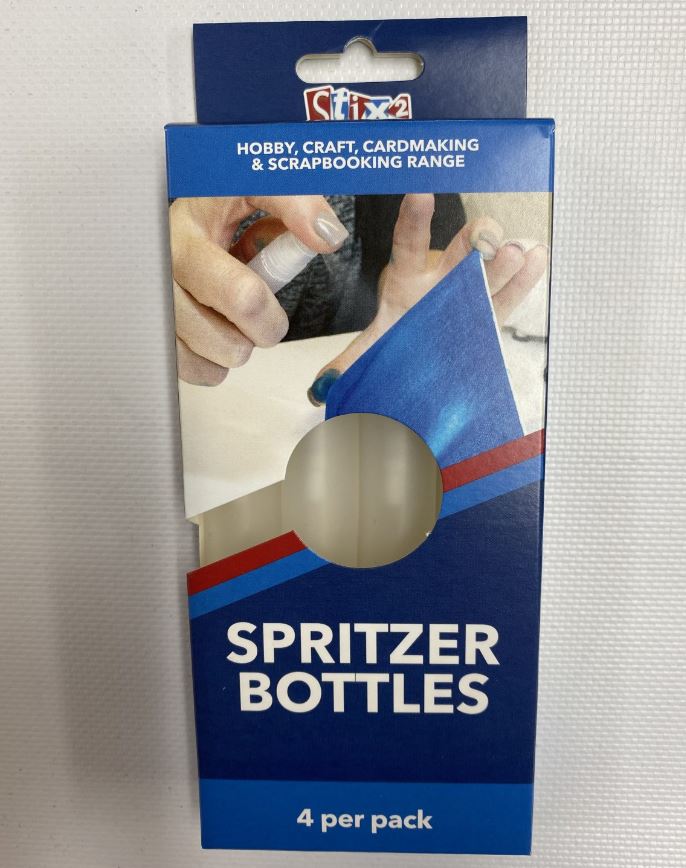 Stix2
HOBBY, CRAFT, CARDMAKING
& SCRAPBOOKING RANGE
SPRITZER
BOTTLES
4 per pack